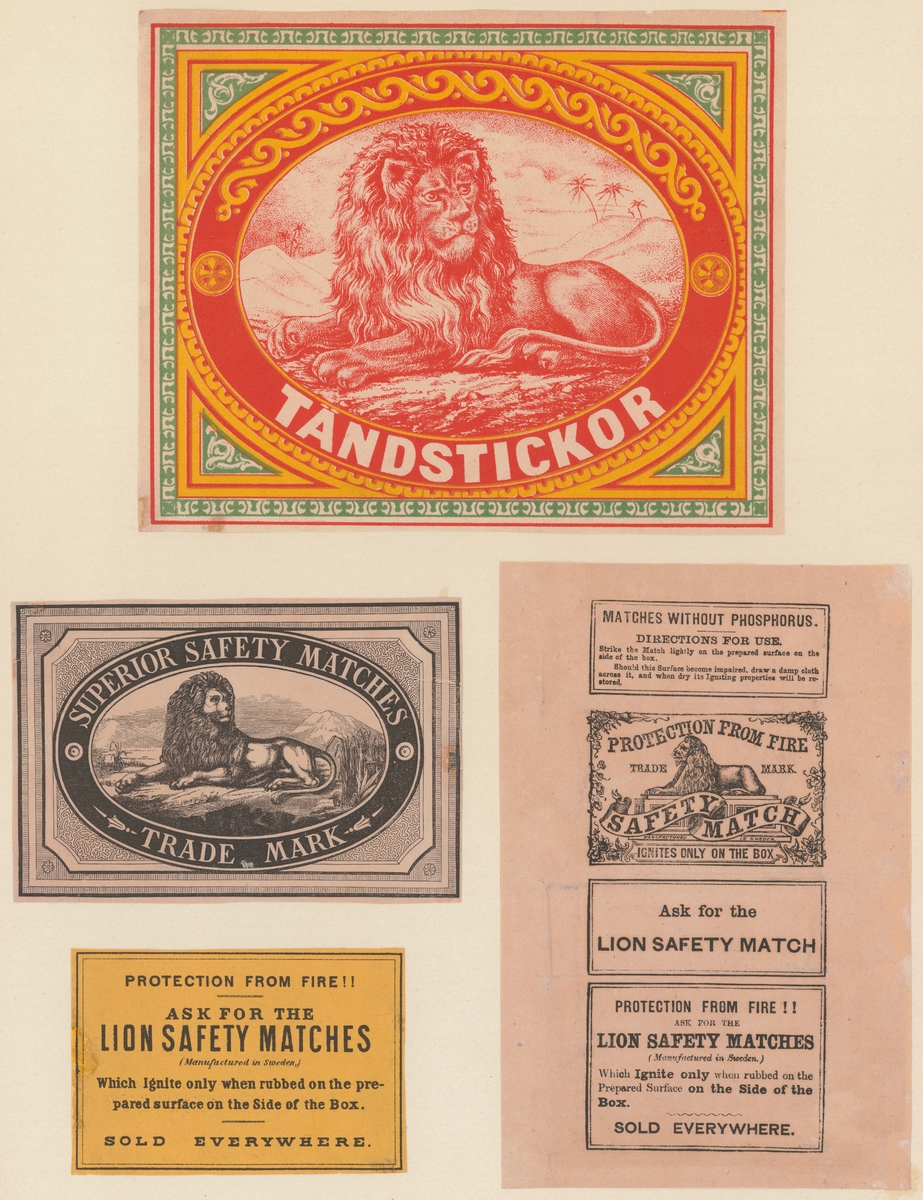 TÄNDSTICKOR
SUPERIOR SAFETY MATCHES
TRADE MARK
PROTECTION FROM FIRE!!
ASK FOR THE
LION SAFETY MATCHES
(Manufactured in Sweden,)
Which Ignite only when rubbed on the pre-
pared surface on the Side of the Box.
SOLD EVERYWHERE.
MATCHES WITHOUT PHOSPHORUS.
DIRECTIONS FOR USE.
Strike the Match lightly on the prepared surface on the
side of the box.
Should this Surface become impaired, draw a damp cloth
across it, and when dry its Igniting properties will be re-
stored.
PROTECTION FROM FIRE
TRADE MARK.
SAFETY MATCH
MANUFACTURED IN SWEDEN
IGNITES ONLY ON THE BOX
Ask for the
LION SAFETY MATCH
PROTECTION FROM FIRE!!
ASK FOR THE
LION SAFETY MATCHES
(Manufactured in Sweden.)
Which Ignite only when rubbed on the
Prepared Surface on the Side of the
Box.
SOLD EVERYWHERE.